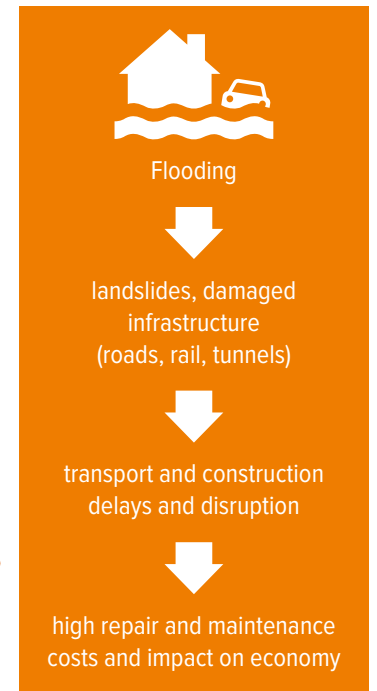 Flooding
landslides, damaged
infrastructure
(roads, rail, tunnels)
transport and construction
delays and disruption
high repair and maintenance
costs and impact on economy